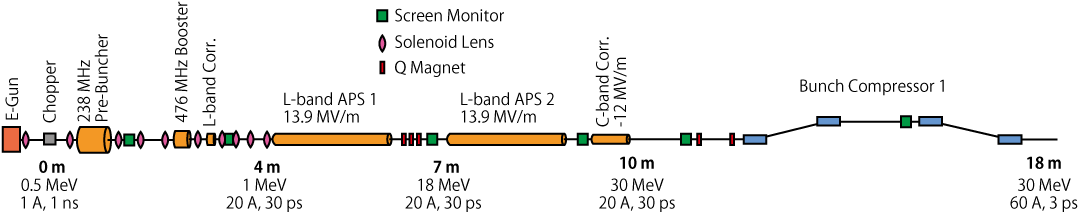 Screen Monitor
Solenoid Lens
Q Magnet
E-Gun
Chopper
238 MHz
Pre-Buncher
476 MHz Booster
L-band Corr.
L-band APS 1
13.9 MV/m
L-band APS 2
13.9 MV/m
C-band Corr.
-12 MV/m
Bunch Compressor 1
0 m
0.5 MeV
1 A, 1 ns
4 m
1 MeV
20 A, 30 ps
7 m
18 MeV
20 A, 30 ps
10 m
30 MeV
20 A, 30 ps
18 m
30 MeV
60 A, 3 ps